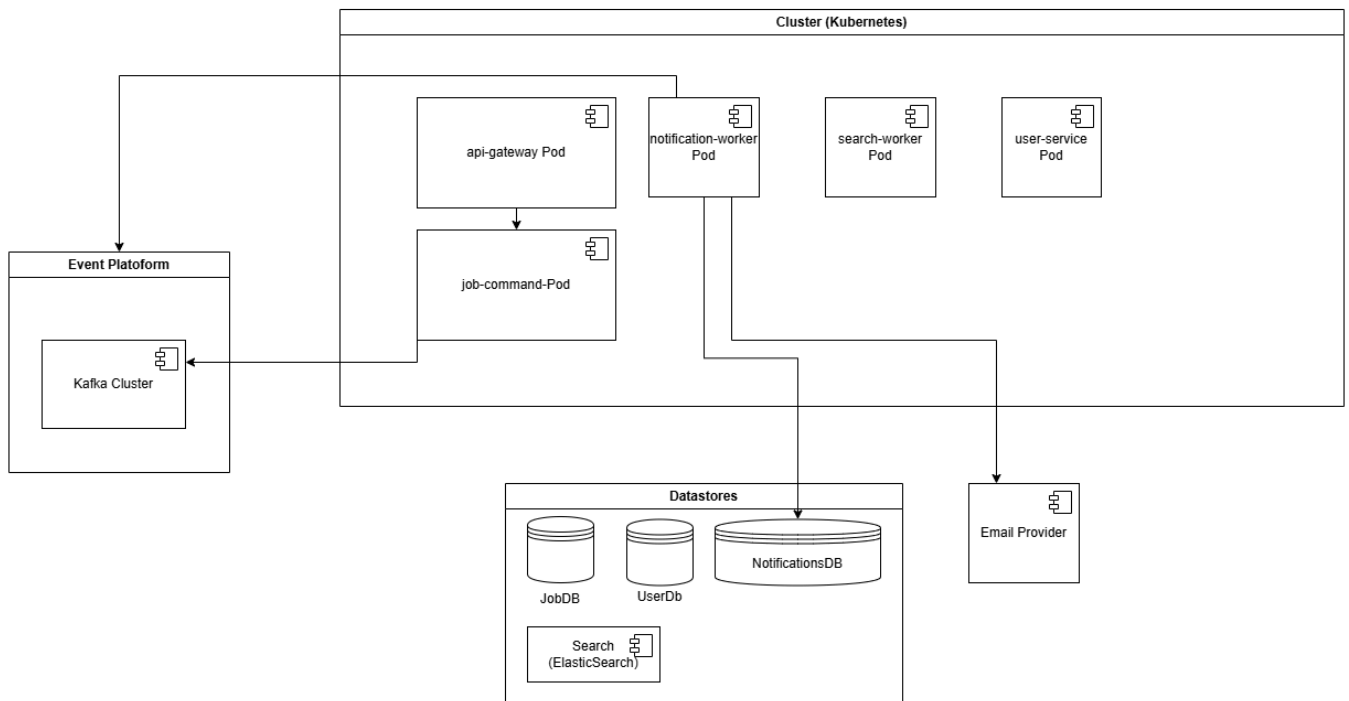 Cluster (Kubernetes)
api-gateway Pod
notification-worker
Pod
search-worker
Pod
user-service
Pod
job-command-Pod
Event Platoform
Kafka Cluster
Datastores
JobDB
UserDb
NotificationsDB
Search
(ElasticSearch)
Email Provider